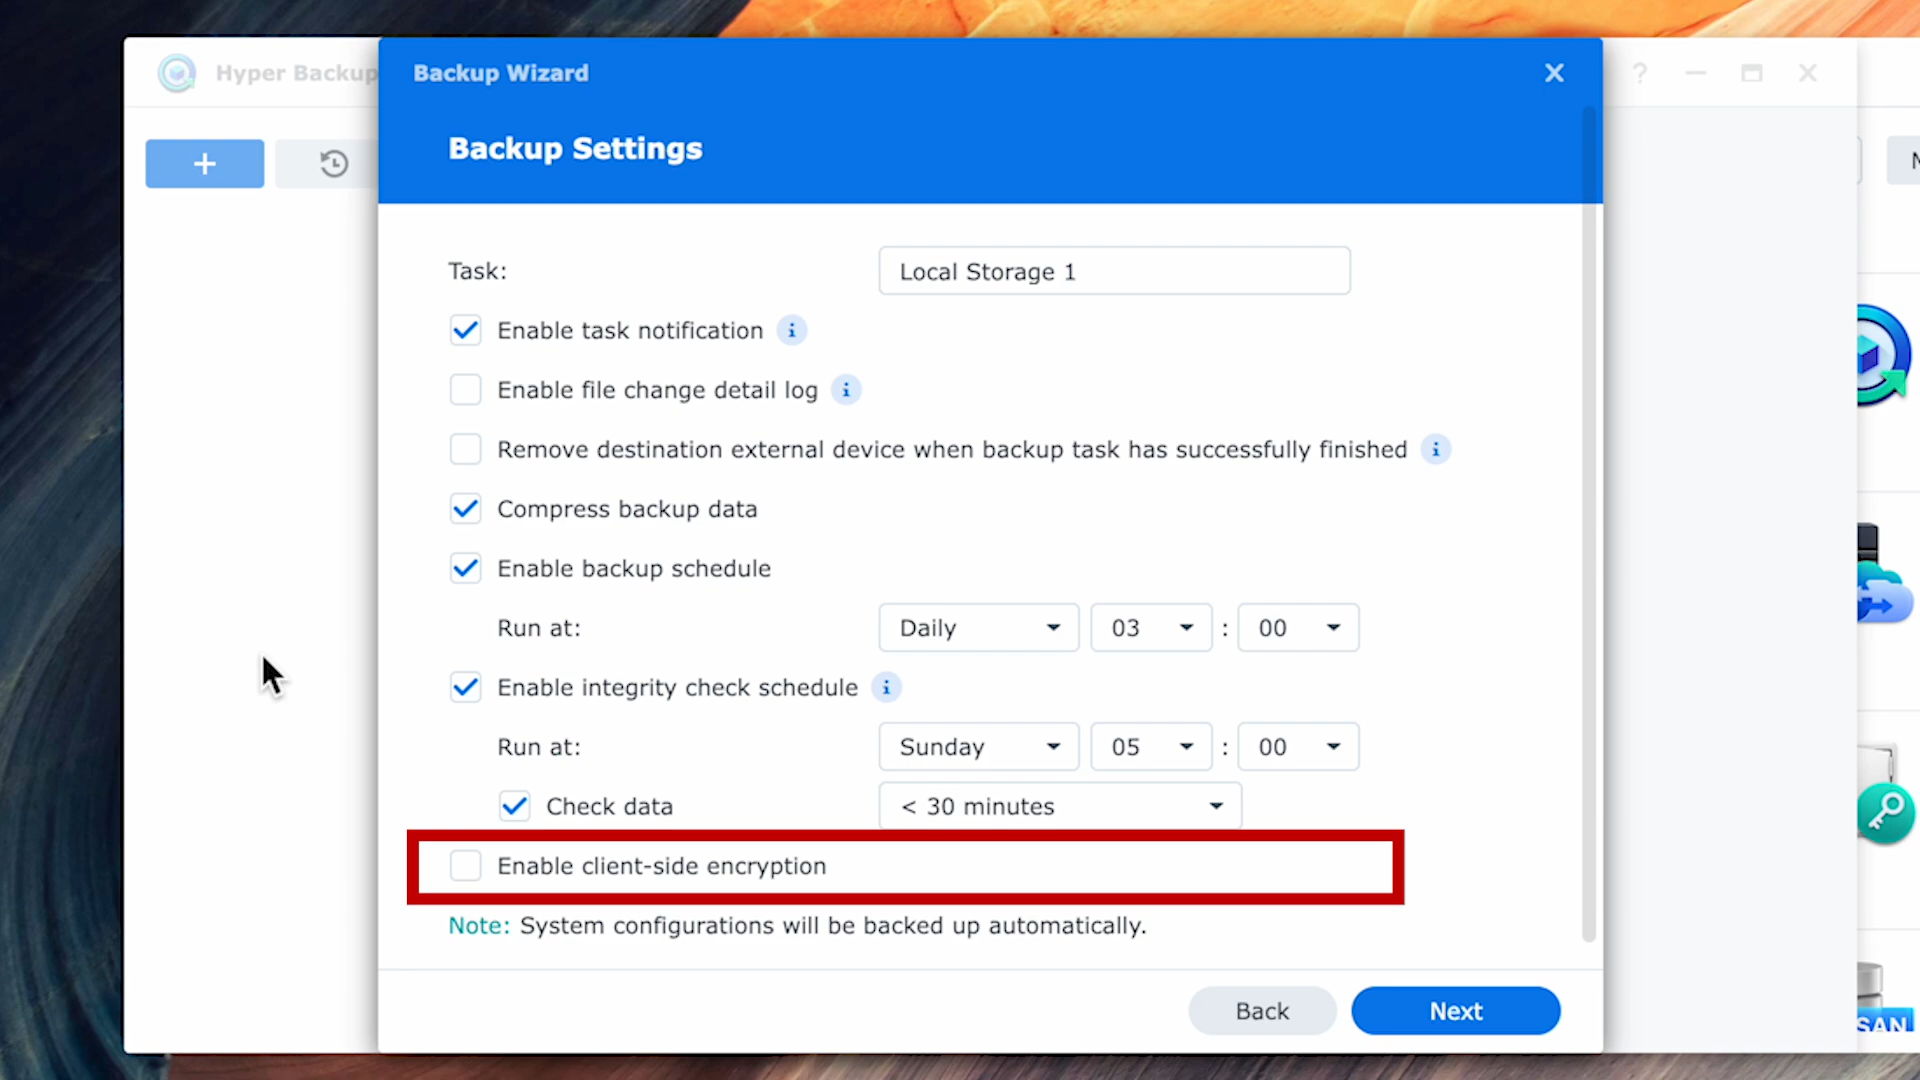 Hyper Backup
Backup Wizard
?
Backup Settings
Task:
Local Storage 1
Enable task notification
Enable file change detail log
Remove destination external device when backup task has successfully finished
Compress backup data
Enable backup schedule
Run at:
Daily
03
:
00
Enable integrity check schedule
Run at:
Sunday
05
:
00
Check data
< 30 minutes
Enable client-side encryption
Note: System configurations will be backed up automatically.
Back
Next
SAN